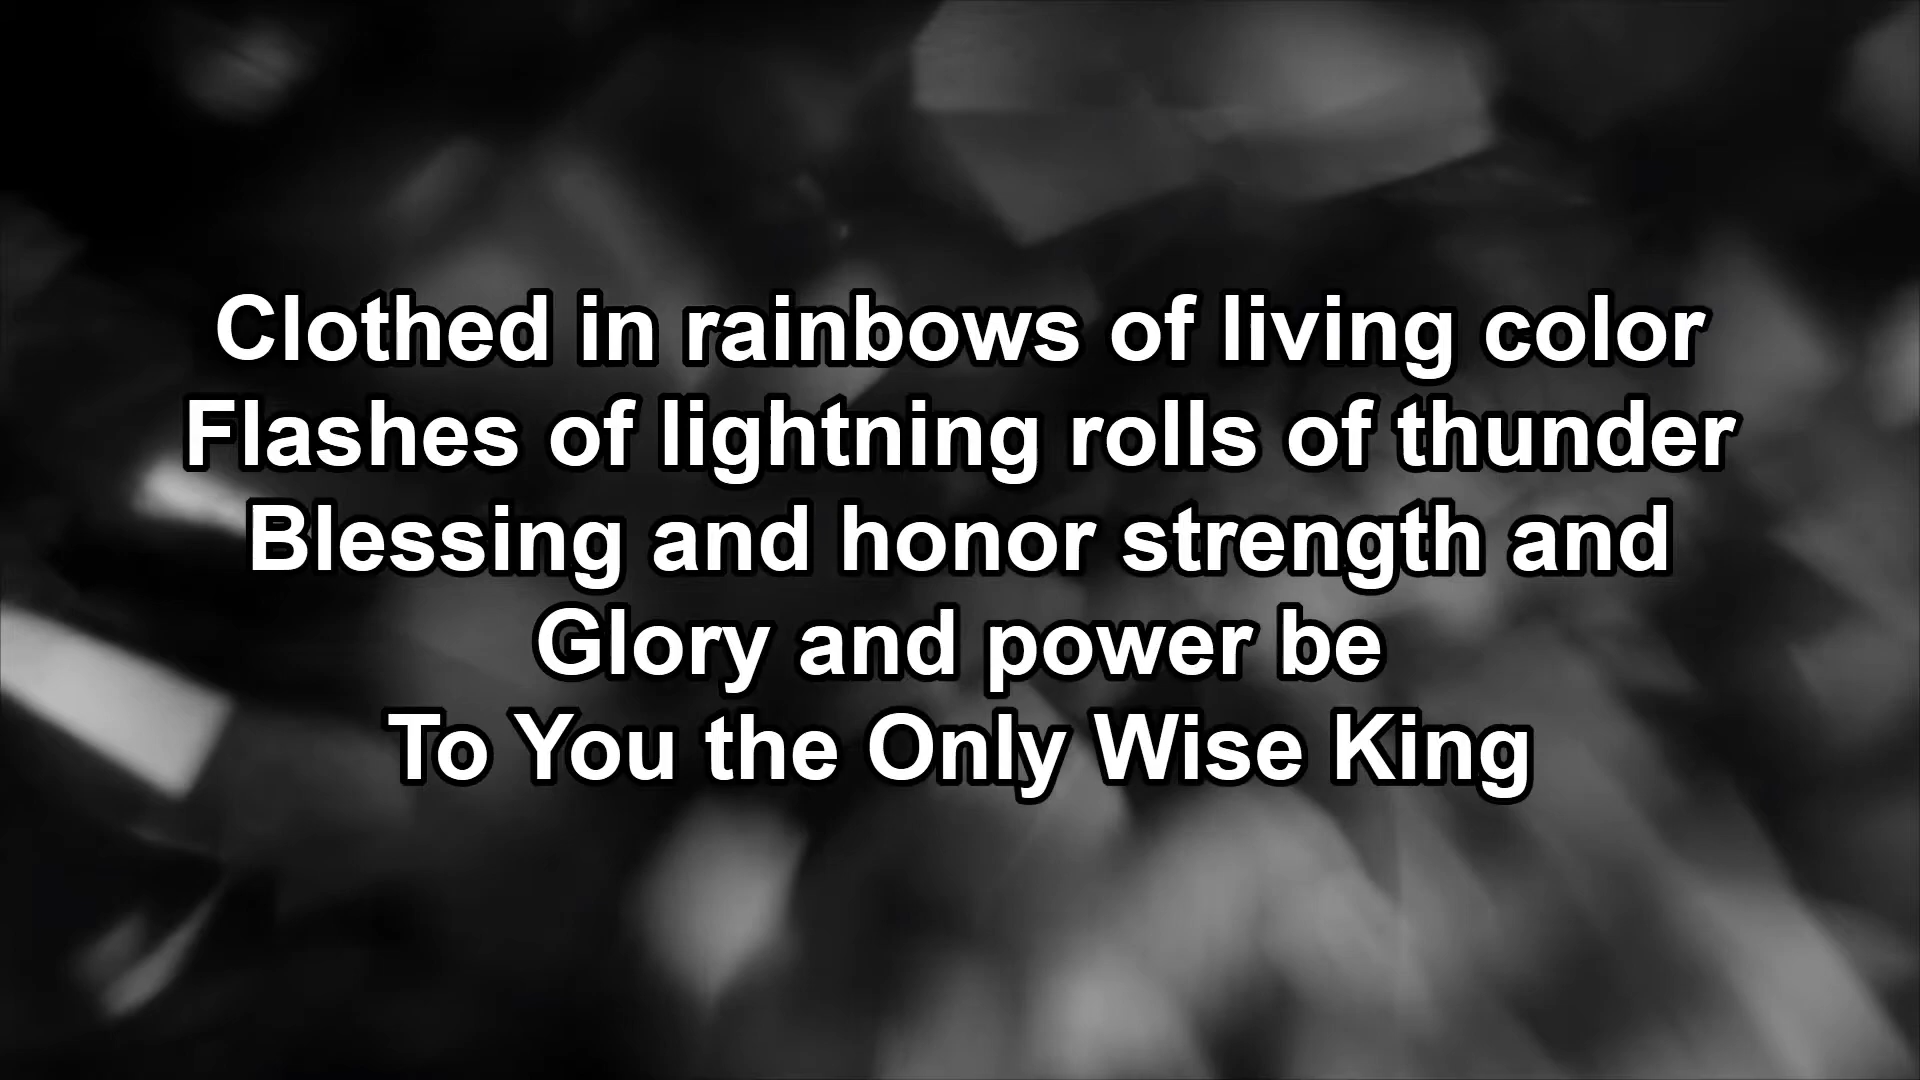 Clothed in rainbows of living color
Flashes of lightning rolls of thunder
Blessing and honor strength and
Glory and power be
To You the Only Wise King